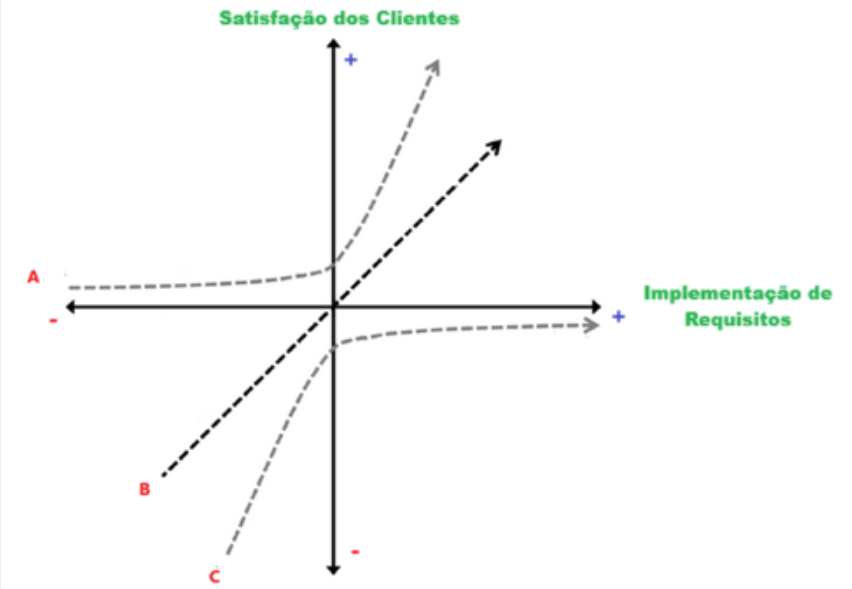 Satisfação dos Clientes
+
A
-
Implementação de
Requisitos
+
B
-
C